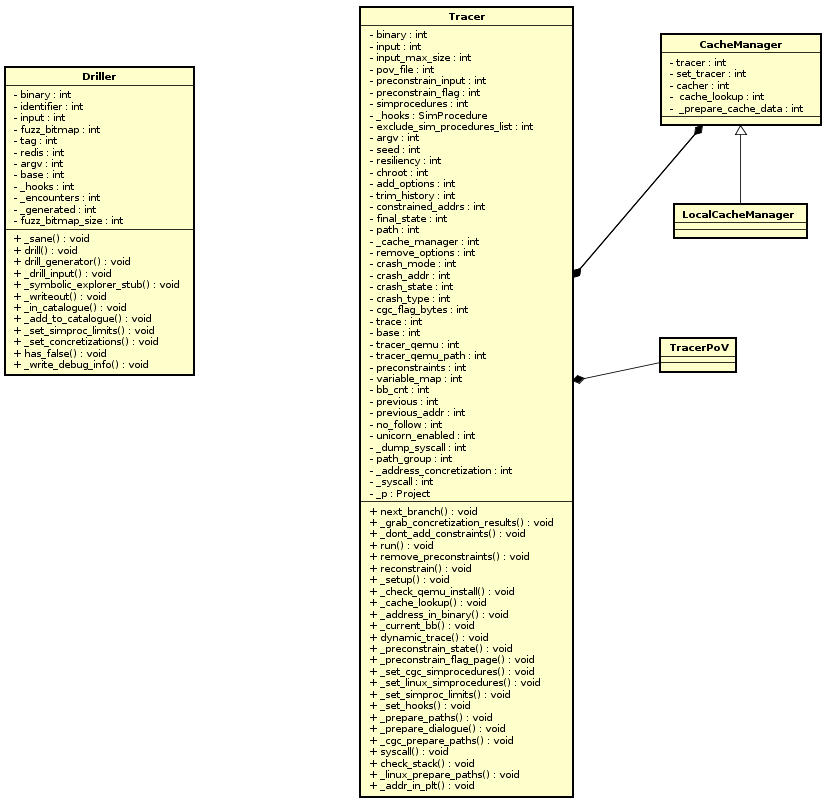 Driller
- binary : int
- identifier : int
- input : int
- fuzz_bitmap : int
- tag : int
- redis : int
- argv : int
- base : int
- _hooks : int
- _encounters : int
- _generated : int
- fuzz_bitmap_size : int
+ _sane() : void
+ drill() : void
+ drill_generator() : void
+ _drill_input() : void
+ _symbolic_explorer_stub() : void
+ _writeout() : void
+ _in_catalogue() : void
+ _add_to_catalogue() : void
+ _set_simproc_limits() : void
+ _set_concretizations() : void
+ has_false() : void
+ _write_debug_info() : void
Tracer
- binary : int
- input : int
- input_max_size : int
- pov_file : int
- preconstrain_input : int
- preconstrain_flag : int
- simprocedures : int
- _hooks : SimProcedure
- exclude_sim_procedures_list : int
- argv : int
- seed : int
- resiliency : int
- chroot : int
- add_options : int
- trim_history : int
- constrained_addrs : int
- final_state : int
- path : int
- _cache_manager : int
- remove_options : int
- crash_mode : int
- crash_addr : int
- crash_state : int
- crash_type : int
- cgc_flag_bytes : int
- trace : int
- base : int
- tracer_qemu : int
- tracer_qemu_path : int
- preconstraints : int
- variable_map : int
- bb_cnt : int
- previous : int
- previous_addr : int
- no_follow : int
- unicorn_enabled : int
- _dump_syscall : int
- path_group : int
- _address_concretization : int
- _syscall : int
- _p : Project
+ next_branch() : void
+ _grab_concretization_results() : void
+ _dont_add_constraints() : void
+ run() : void
+ remove_preconstraints() : void
+ reconstrain() : void
+ _setup() : void
+ _check_qemu_install() : void
+ _cache_lookup() : void
+ _address_in_binary() : void
+ _current_bb() : void
+ dynamic_trace() : void
+ _preconstrain_state() : void
+ _preconstrain_flag_page() : void
+ _set_cgc_simprocedures() : void
+ _set_linux_simprocedures() : void
+ _set_simproc_limits() : void
+ _set_hooks() : void
+ _prepare_paths() : void
+ _prepare_dialogue() : void
+ _cgc_prepare_paths() : void
+ syscall() : void
+ check_stack() : void
+ _linux_prepare_paths() : void
+ _addr_in_plt() : void
CacheManager
- tracer : int
- set_tracer : int
- cacher : int
- cache_lookup : int
- _prepare_cache_data : int
LocalCacheManager
TracerPoV